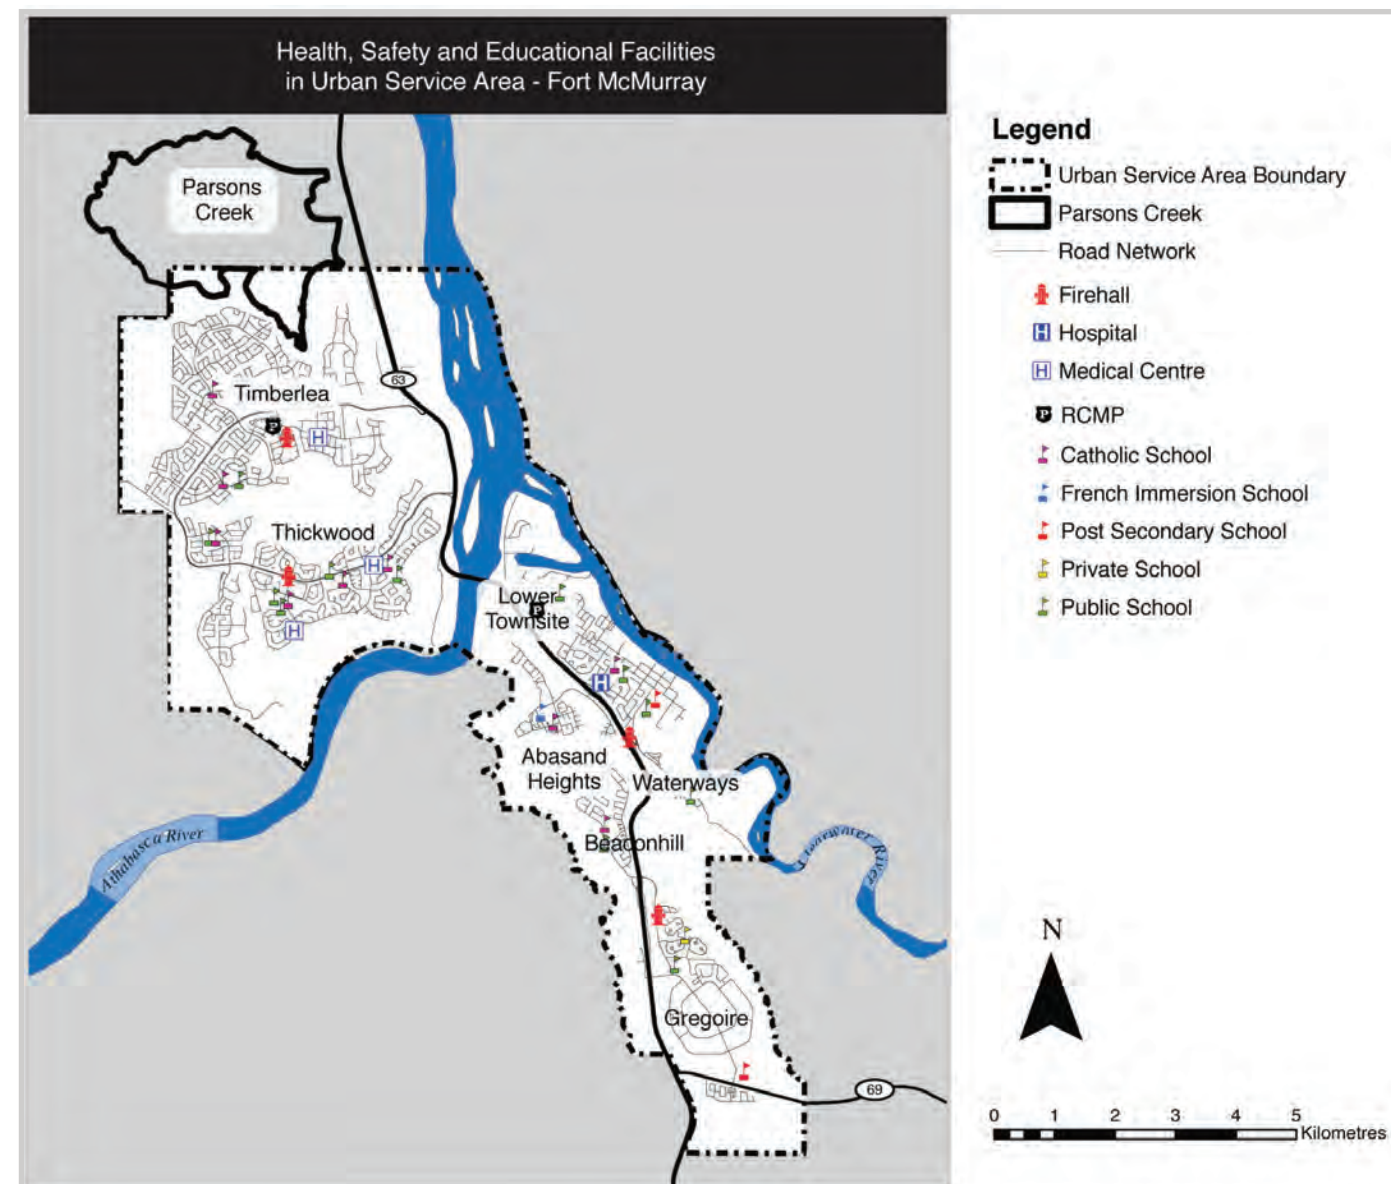 Health, Safety and Educational Facilities
in Urban Service Area - Fort McMurray
Parsons
Creek
63
Timberlea
P
H
Thickwood
H
H
Lower
Townsite
P
H
Abasand
Heights
Waterways
Beaconhill
Athabasca River
Clearwater River
Gregoire
69
Legend
Urban Service Area Boundary
Parsons Creek
Road Network
Firehall
H Hospital
H Medical Centre
P RCMP
Catholic School
French Immersion School
Post Secondary School
Private School
Public School
N
0 1 2 3 4 5
Kilometres